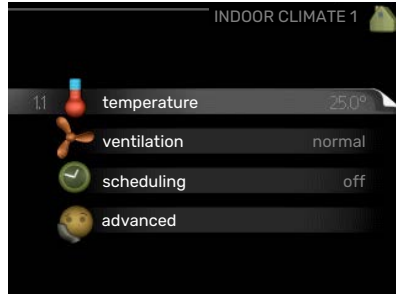 INDOOR CLIMATE 1
1.1 temperature 25.0°
ventilation normal
scheduling off
advanced